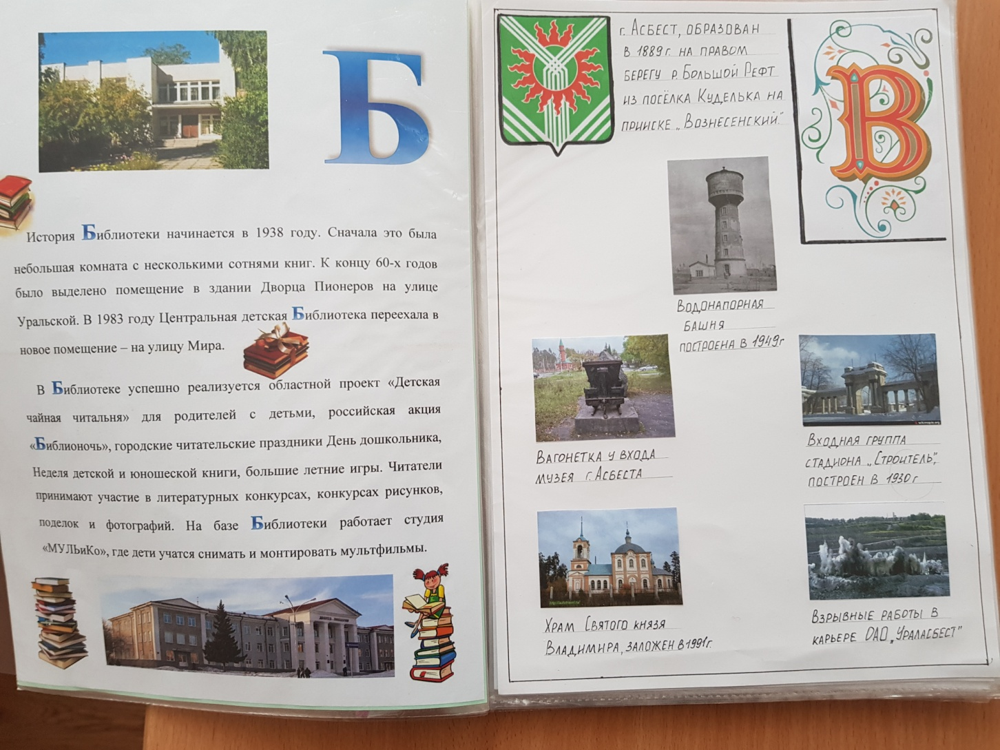 Б
История Библиотеки начинается в 1938 году. Сначала это была
небольшая комната с несколькими сотнями книг. К концу 60-х годов
было выделено помещение в здании Дворца Пионеров на улице
Уральской. В 1983 году Центральная детская Библиотека переехала в
новое помещение – на улицу Мира.
В Библиотеке успешно реализуется областной проект «Детская
чайная читальня» для родителей с детьми, российская акция
«Библионочь», городские читательские праздники День дошкольника,
Неделя детской и юношеской книги, большие летние игры. Читатели
принимают участие в литературных конкурсах, конкурсах рисунков,
поделок и фотографий. На базе Библиотеки работает студия
«МУЛЬиКо», где дети учатся снимать и монтировать мультфильмы.
г. Асбест, образован
в 1889 г. на правом
берегу р. Большой Рефт
из посёлка Куделька на
прииске „Вознесенский".
В
Водонапорная
башня
построена в 1949г
Вагонетка у входа
музея г. Асбеста
Входная группа
стадиона „Строитель",
построен в 1930 г
Храм Святого князя
Владимира, заложен в 1991г.
Взрывные работы в
карьере ОАО „Ураласбест"